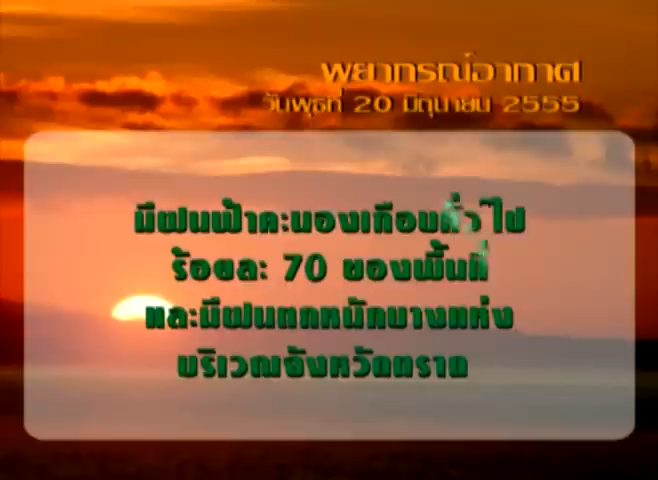 พยากรณ์อากาศ
วันพุธที่ 20 มิถุนายน 2555
มีฝนฟ้าคะนองเกือบทั่วไป
ร้อยละ 70 ของพื้นที่
และมีฝนตกหนักบางแห่ง
บริเวณจังหวัดตราด